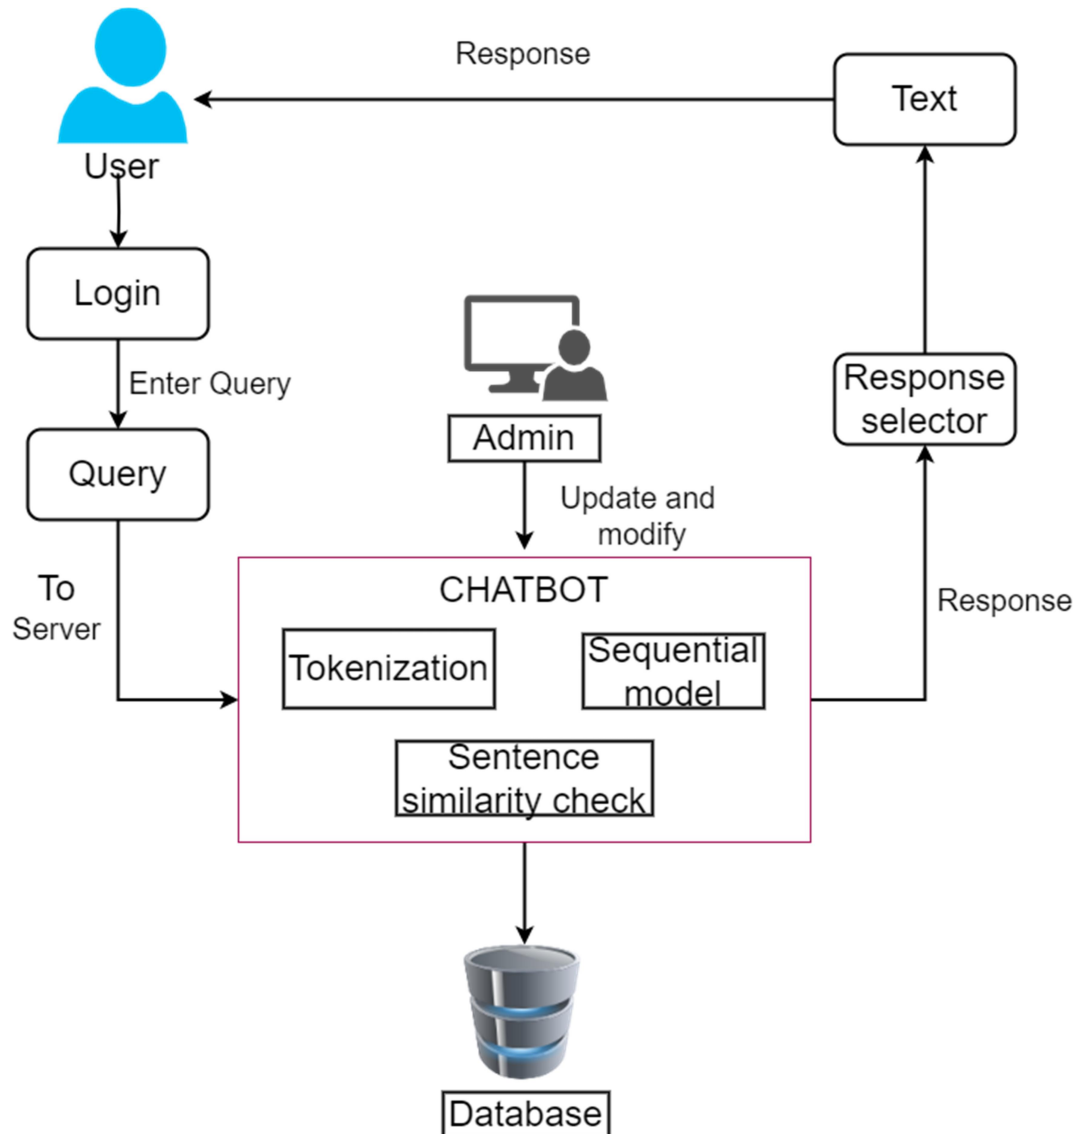 Response
Text
User
Login
Enter Query
Query
To
Server
Admin
Update and
modify
Response
selector
Response
CHATBOT
Tokenization
Sequential
model
Sentence
similarity check
Database